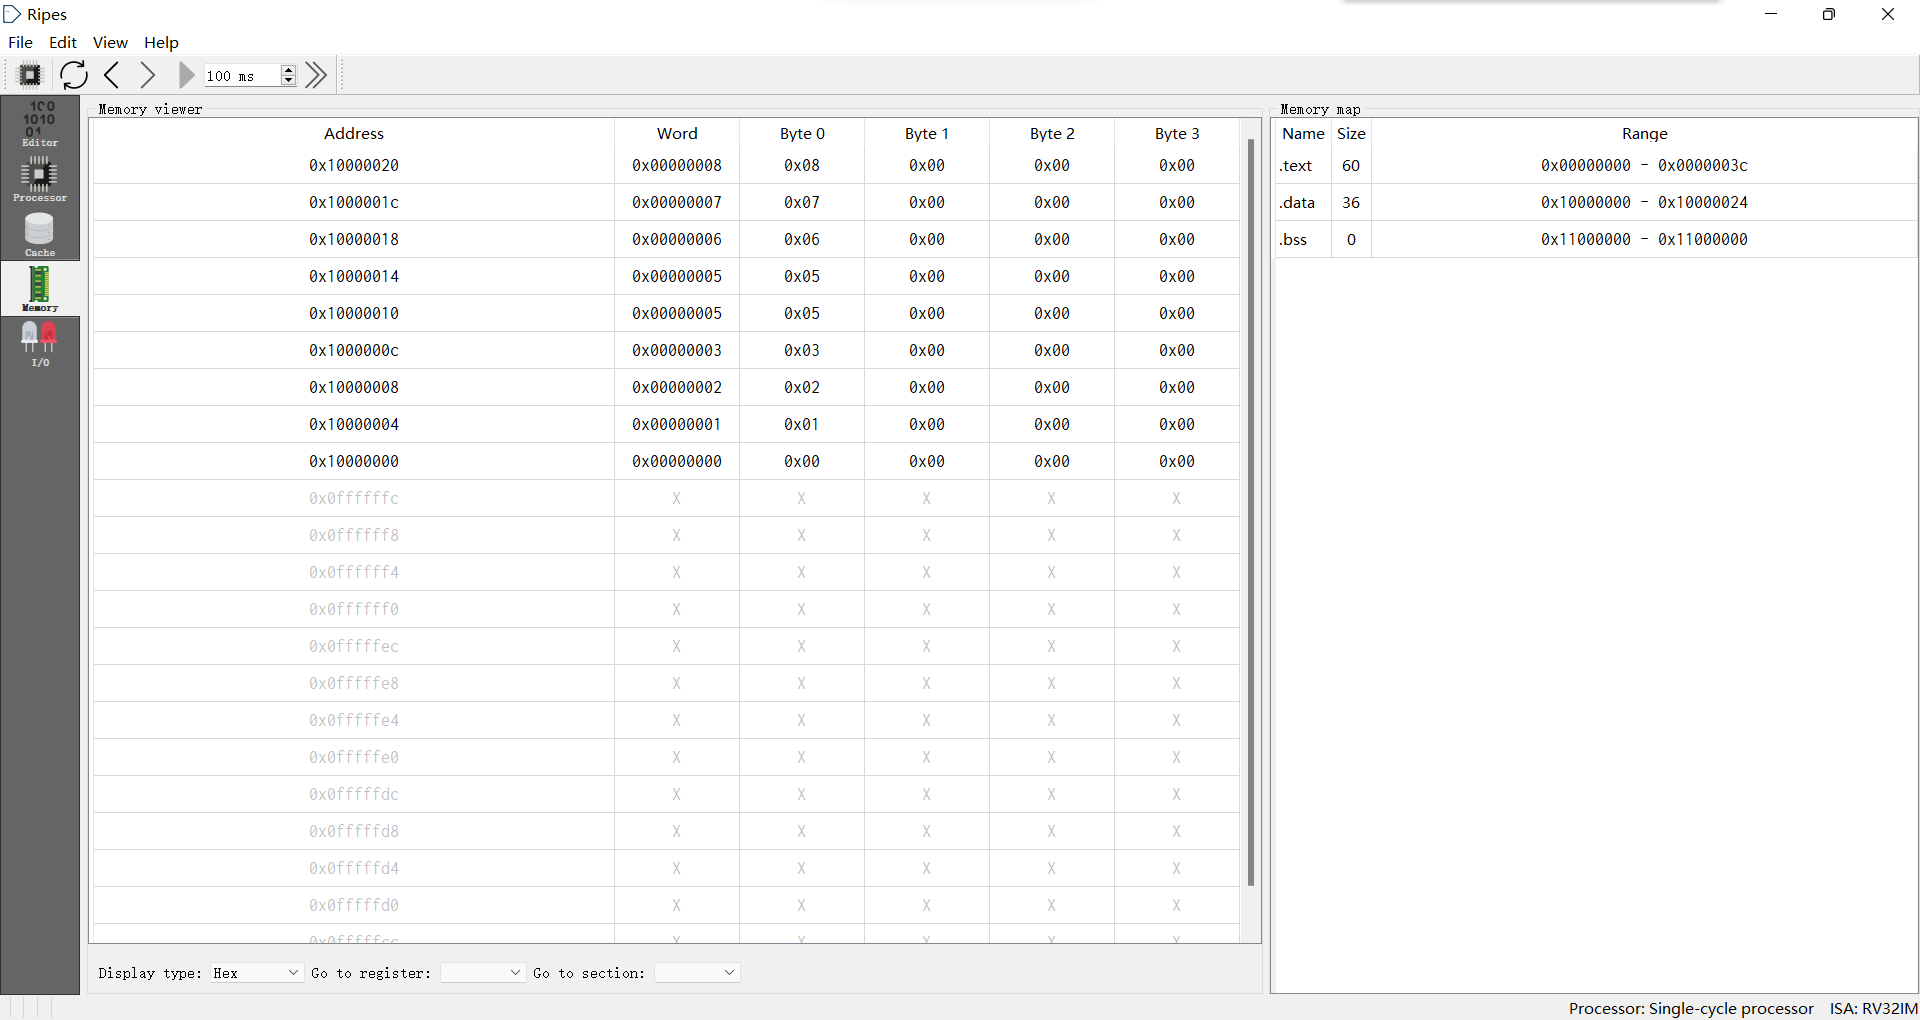 Ripes
File Edit View Help
100 ms
100
1010
01
Editor
Processor
Cache
Memory
I/O
Memory viewer
Address Word Byte 0 Byte 1 Byte 2 Byte 3
0x10000020 0x00000008 0x08 0x00 0x00 0x00
0x1000001c 0x00000007 0x07 0x00 0x00 0x00
0x10000018 0x00000006 0x06 0x00 0x00 0x00
0x10000014 0x00000005 0x05 0x00 0x00 0x00
0x10000010 0x00000005 0x05 0x00 0x00 0x00
0x1000000c 0x00000003 0x03 0x00 0x00 0x00
0x10000008 0x00000002 0x02 0x00 0x00 0x00
0x10000004 0x00000001 0x01 0x00 0x00 0x00
0x10000000 0x00000000 0x00 0x00 0x00 0x00
0x0ffffffc X X X X X
0x0ffffff8 X X X X X
0x0ffffff4 X X X X X
0x0ffffff0 X X X X X
0x0fffffec X X X X X
0x0fffffe8 X X X X X
0x0fffffe4 X X X X X
0x0fffffe0 X X X X X
0x0fffffdc X X X X X
0x0fffffd8 X X X X X
0x0fffffd4 X X X X X
0x0fffffd0 X X X X X
0x0fffffcc X X X X X
Display type: Hex Go to register: Go to section:
Memory map
Name Size Range
.text 60 0x00000000 - 0x0000003c
.data 36 0x10000000 - 0x10000024
.bss 0 0x11000000 - 0x11000000
Processor: Single-cycle processor ISA: RV32IM